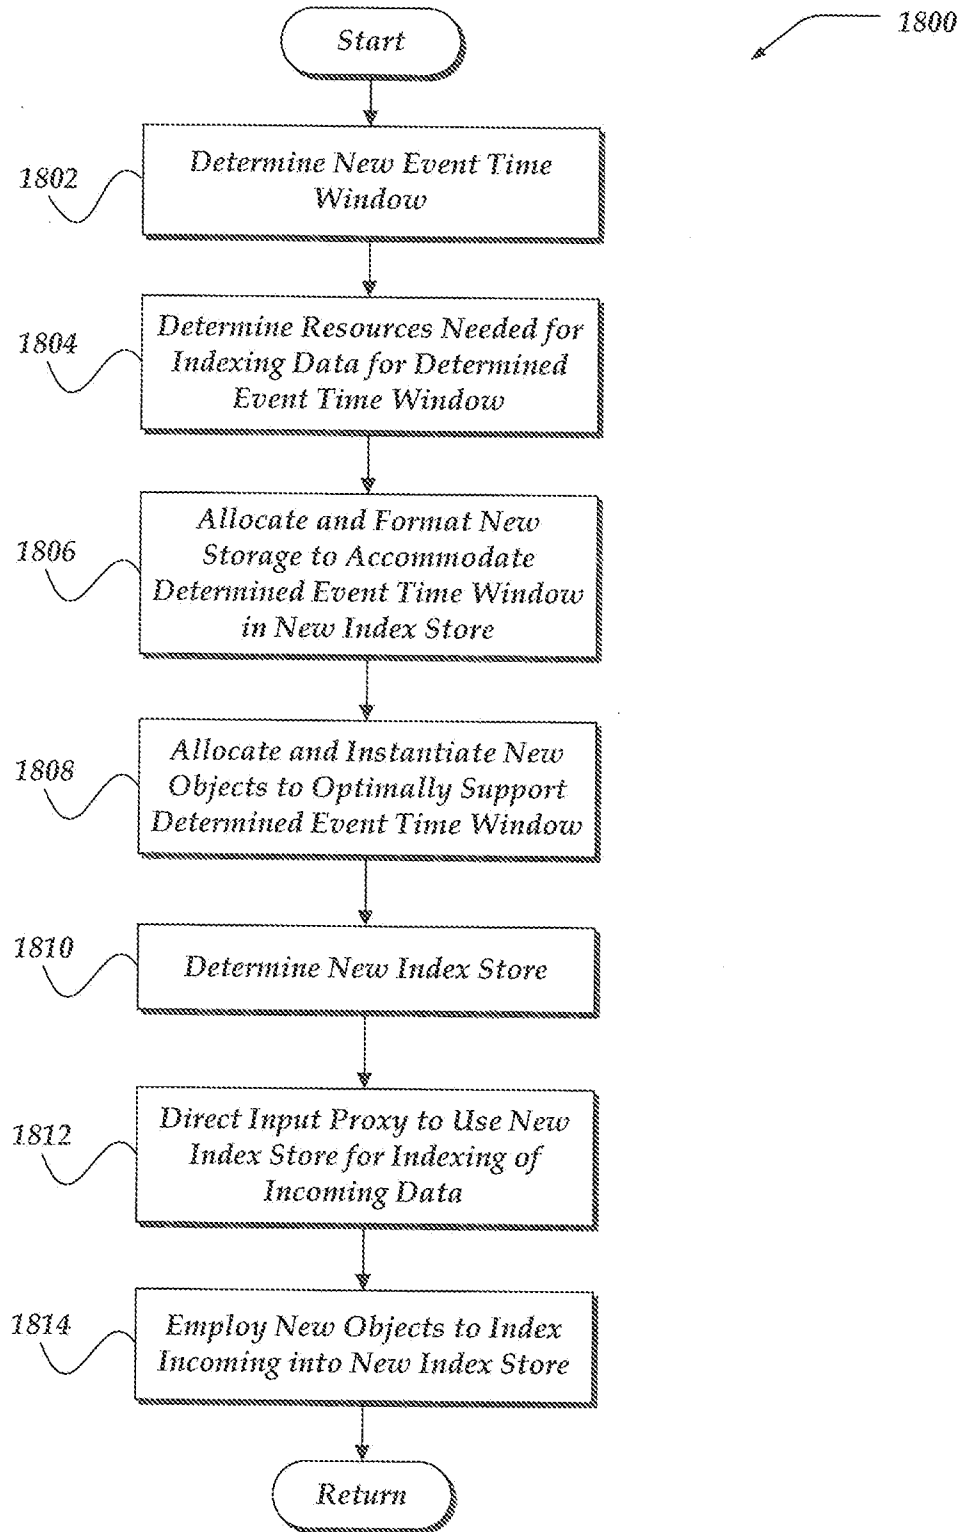 Start
1800
1802
Determine New Event Time
Window
1804
Determine Resources Needed for
Indexing Data for Determined
Event Time Window
1806
Allocate and Format New
Storage to Accommodate
Determined Event Time Window
in New Index Store
1808
Allocate and Instantiate New
Objects to Optimally Support
Determined Event Time Window
1810
Determine New Index Store
1812
Direct Input Proxy to Use New
Index Store for Indexing of
Incoming Data
1814
Employ New Objects to Index
Incoming into New Index Store
Return